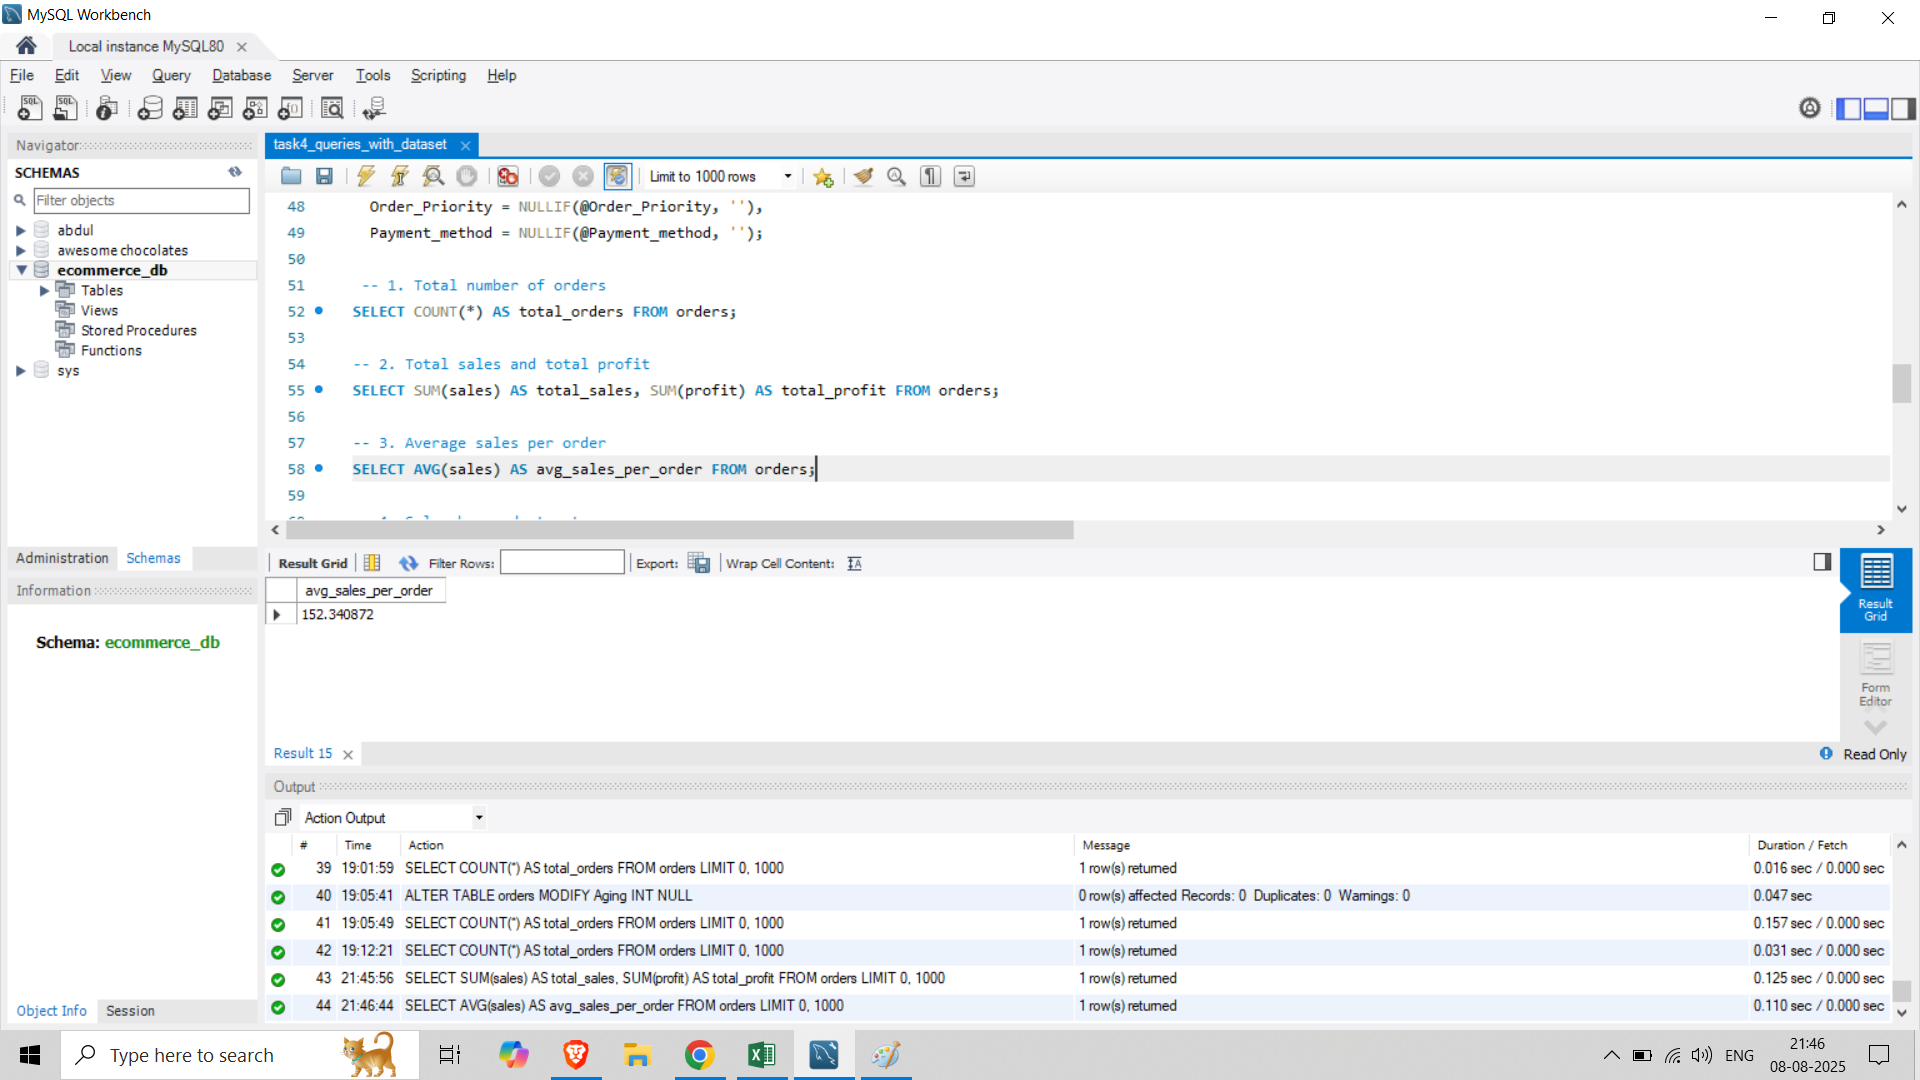 MySQL Workbench
Local instance MySQL80
File Edit View Query Database Server Tools Scripting Help
Navigator
SCHEMAS
Filter objects
abdul
awesome chocolates
ecommerce_db
Tables
Views
Stored Procedures
Functions
sys
Administration Schemas
Information
Schema: ecommerce_db
Object Info Session
task4_queries_with_dataset
Limit to 1000 rows
48 Order_Priority = NULLIF(@Order_Priority, ''),
49 Payment_method = NULLIF(@Payment_method, '');
50
51 -- 1. Total number of orders
52 SELECT COUNT(*) AS total_orders FROM orders;
53
54 -- 2. Total sales and total profit
55 SELECT SUM(sales) AS total_sales, SUM(profit) AS total_profit FROM orders;
56
57 -- 3. Average sales per order
58 SELECT AVG(sales) AS avg_sales_per_order FROM orders;
59
Result Grid Filter Rows: Export: Wrap Cell Content:
avg_sales_per_order
152.340872
Result Grid
Form Editor
Result 15
Read Only
Output
Action Output
# Time Action Message Duration / Fetch
39 19:01:59 SELECT COUNT(*) AS total_orders FROM orders LIMIT 0, 1000 1 row(s) returned 0.016 sec / 0.000 sec
40 19:05:41 ALTER TABLE orders MODIFY Aging INT NULL 0 row(s) affected Records: 0 Duplicates: 0 Warnings: 0 0.047 sec
41 19:05:49 SELECT COUNT(*) AS total_orders FROM orders LIMIT 0, 1000 1 row(s) returned 0.157 sec / 0.000 sec
42 19:12:21 SELECT COUNT(*) AS total_orders FROM orders LIMIT 0, 1000 1 row(s) returned 0.031 sec / 0.000 sec
43 21:45:56 SELECT SUM(sales) AS total_sales, SUM(profit) AS total_profit FROM orders LIMIT 0, 1000 1 row(s) returned 0.125 sec / 0.000 sec
44 21:46:44 SELECT AVG(sales) AS avg_sales_per_order FROM orders LIMIT 0, 1000 1 row(s) returned 0.110 sec / 0.000 sec
Type here to search
ENG
21:46
08-08-2025